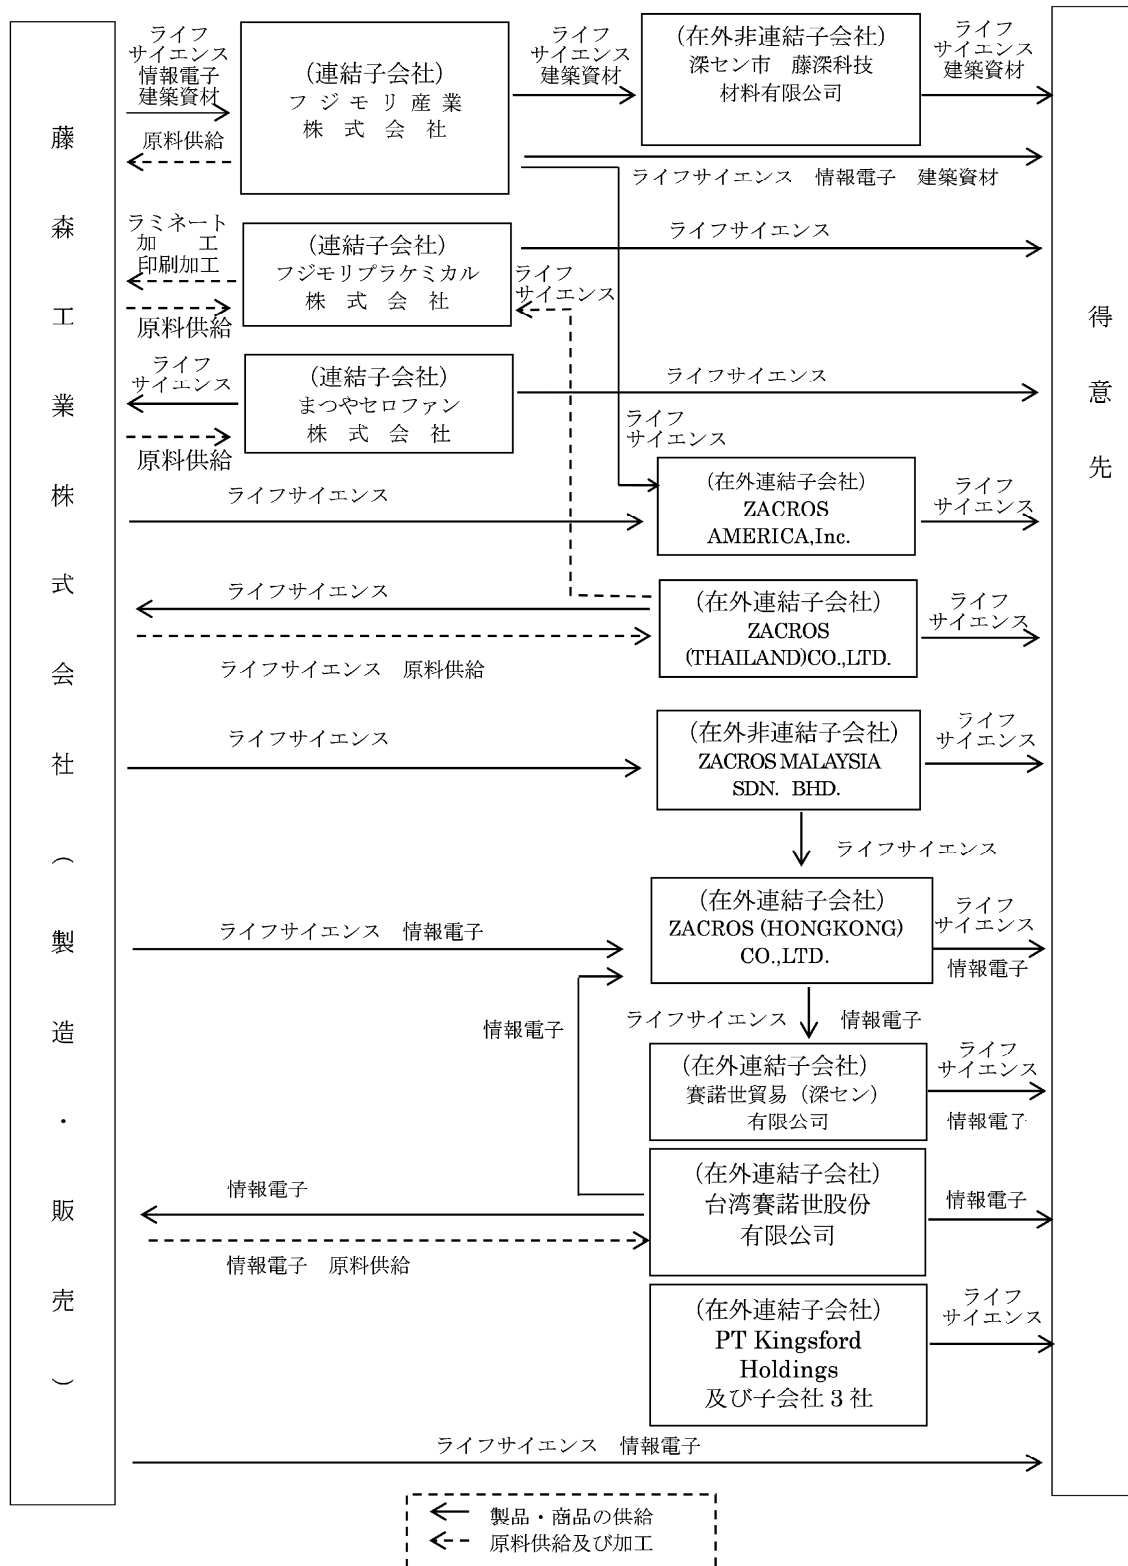 藤森工業株式会社(製造・販売)
ライフ
サイエンス
情報電子
建築資材
原料供給
(連結子会社)
フジモリ産業
株式会社
ライフ
サイエンス
建築資材
(在外非連結子会社)
深セン市 藤深科技
材料有限公司
ライフ
サイエンス
建築資材
ライフサイエンス 情報電子 建築資材
ラミネート
加工
印刷加工
原料供給
(連結子会社)
フジモリプラケミカル
株式会社
ライフサイエンス
ライフ
サイエンス
ライフ
サイエンス
原料供給
(連結子会社)
まつやセロファン
株式会社
ライフサイエンス
ライフ
サイエンス
ライフサイエンス
(在外連結子会社)
ZACROS
AMERICA,Inc.
ライフ
サイエンス
ライフサイエンス
ライフサイエンス 原料供給
(在外連結子会社)
ZACROS
(THAILAND)CO.,LTD.
ライフ
サイエンス
ライフサイエンス
(在外非連結子会社)
ZACROS MALAYSIA
SDN. BHD.
ライフ
サイエンス
ライフサイエンス
ライフサイエンス 情報電子
(在外連結子会社)
ZACROS (HONGKONG)
CO.,LTD.
ライフ
サイエンス
情報電子
情報電子
ライフサイエンス 情報電子
(在外連結子会社)
賽諾世貿易(深セン)
有限公司
ライフ
サイエンス
情報電子
情報電子
情報電子 原料供給
(在外連結子会社)
台湾賽諾世股份
有限公司
情報電子
(在外連結子会社)
PT Kingsford
Holdings
及び子会社3社
ライフ
サイエンス
ライフサイエンス 情報電子
得意先
製品・商品の供給
原料供給及び加工